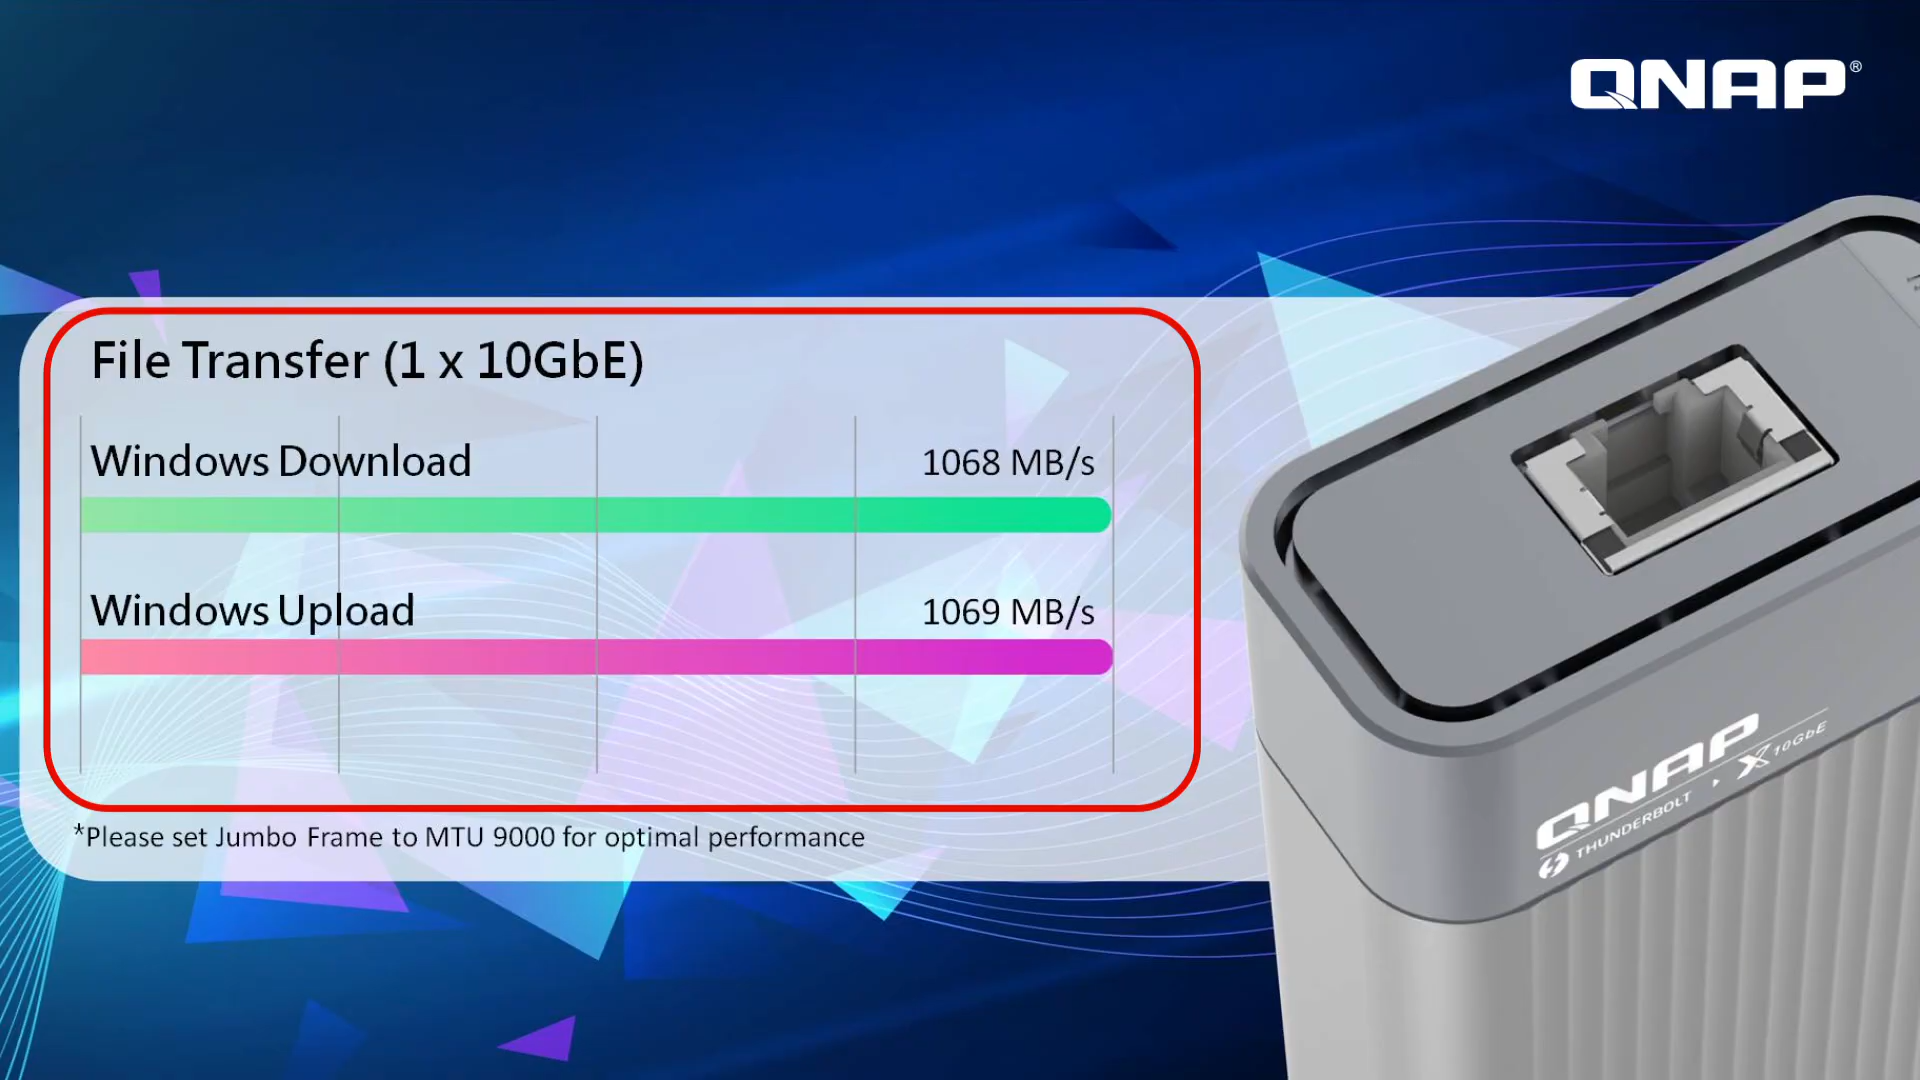 QNAP®
File Transfer (1 x 10GbE)
Windows Download 1068 MB/s
Windows Upload 1069 MB/s
*Please set Jumbo Frame to MTU 9000 for optimal performance
QNAP
THUNDERBOLT 10GbE